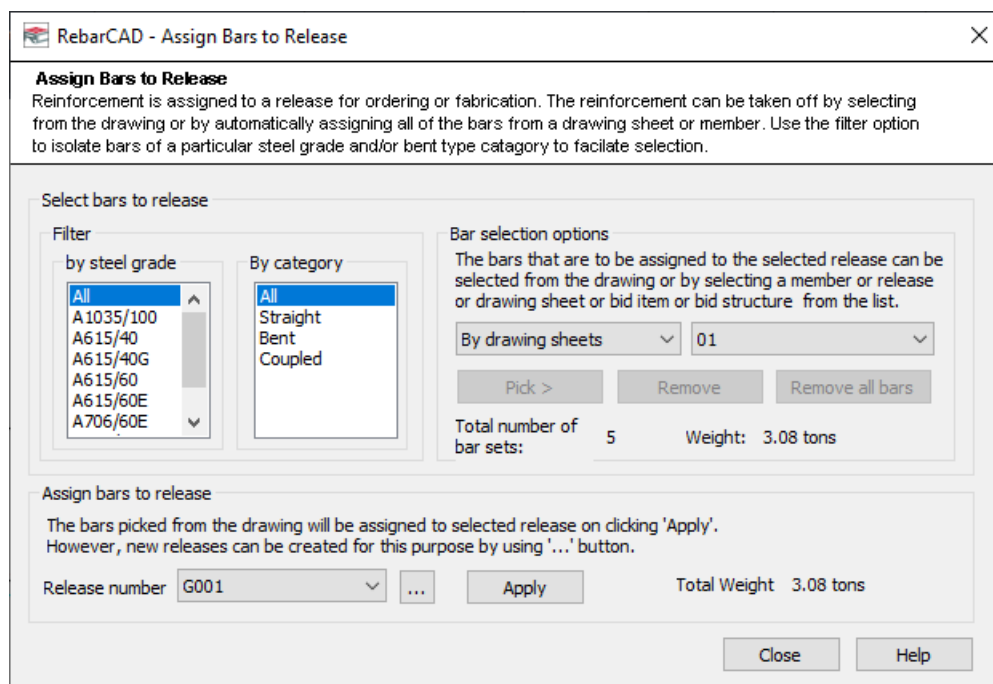 RebarCAD - Assign Bars to Release
Assign Bars to Release
Reinforcement is assigned to a release for ordering or fabrication. The reinforcement can be taken off by selecting
from the drawing or by automatically assigning all of the bars from a drawing sheet or member. Use the filter option
to isolate bars of a particular steel grade and/or bent type catagory to facilate selection.
Select bars to release
Filter
by steel grade
All
A1035/100
A615/40
A615/40G
A615/60
A615/60E
A706/60E
By category
All
Straight
Bent
Coupled
Bar selection options
The bars that are to be assigned to the selected release can be
selected from the drawing or by selecting a member or release
or drawing sheet or bid item or bid structure from the list.
By drawing sheets 01
Pick > Remove Remove all bars
Total number of
bar sets: 5 Weight: 3.08 tons
Assign bars to release
The bars picked from the drawing will be assigned to selected release on clicking 'Apply'.
However, new releases can be created for this purpose by using '...' button.
Release number G001 ... Apply Total Weight 3.08 tons
Close Help